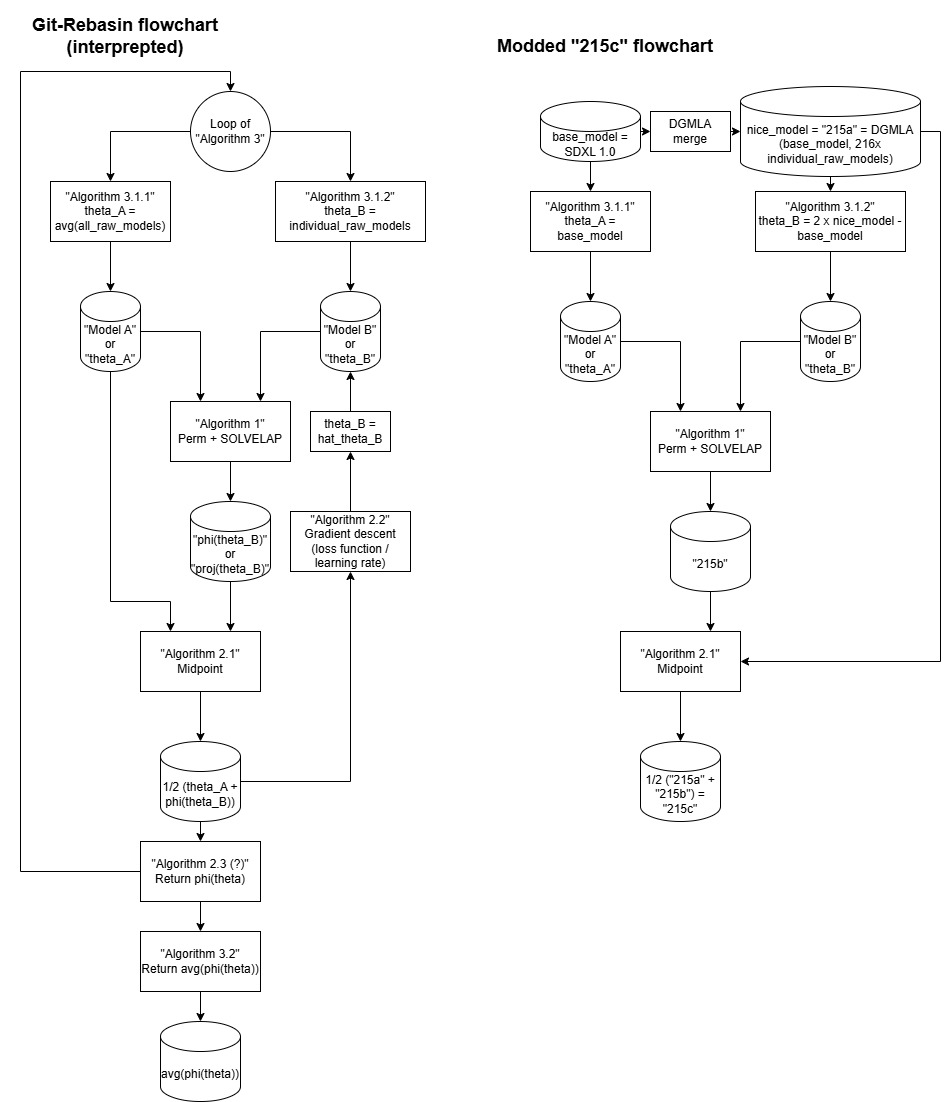 Git-Rebasin flowchart
(interprepted)
Loop of
"Algorithm 3"
"Algorithm 3.1.1"
theta_A =
avg(all_raw_models)
"Algorithm 3.1.2"
theta_B =
individual_raw_models
"Model A"
or
"theta_A"
"Model B"
or
"theta_B"
"Algorithm 1"
Perm + SOLVELAP
theta_B =
hat_theta_B
"phi(theta_B)"
or
"proj(theta_B)"
"Algorithm 2.2"
Gradient descent
(loss function /
learning rate)
"Algorithm 2.1"
Midpoint
1/2 (theta_A +
phi(theta_B))
"Algorithm 2.3 (?)"
Return phi(theta)
"Algorithm 3.2"
Return avg(phi(theta))
avg(phi(theta))
Modded "215c" flowchart
base_model =
SDXL 1.0
DGMLA
merge
nice_model = "215a" = DGMLA
(base_model, 216x
individual_raw_models)
"Algorithm 3.1.1"
theta_A =
base_model
"Algorithm 3.1.2"
theta_B = 2 x nice_model -
base_model
"Model A"
or
"theta_A"
"Model B"
or
"theta_B"
"Algorithm 1"
Perm + SOLVELAP
"215b"
"Algorithm 2.1"
Midpoint
1/2 ("215a" +
"215b") =
"215c"